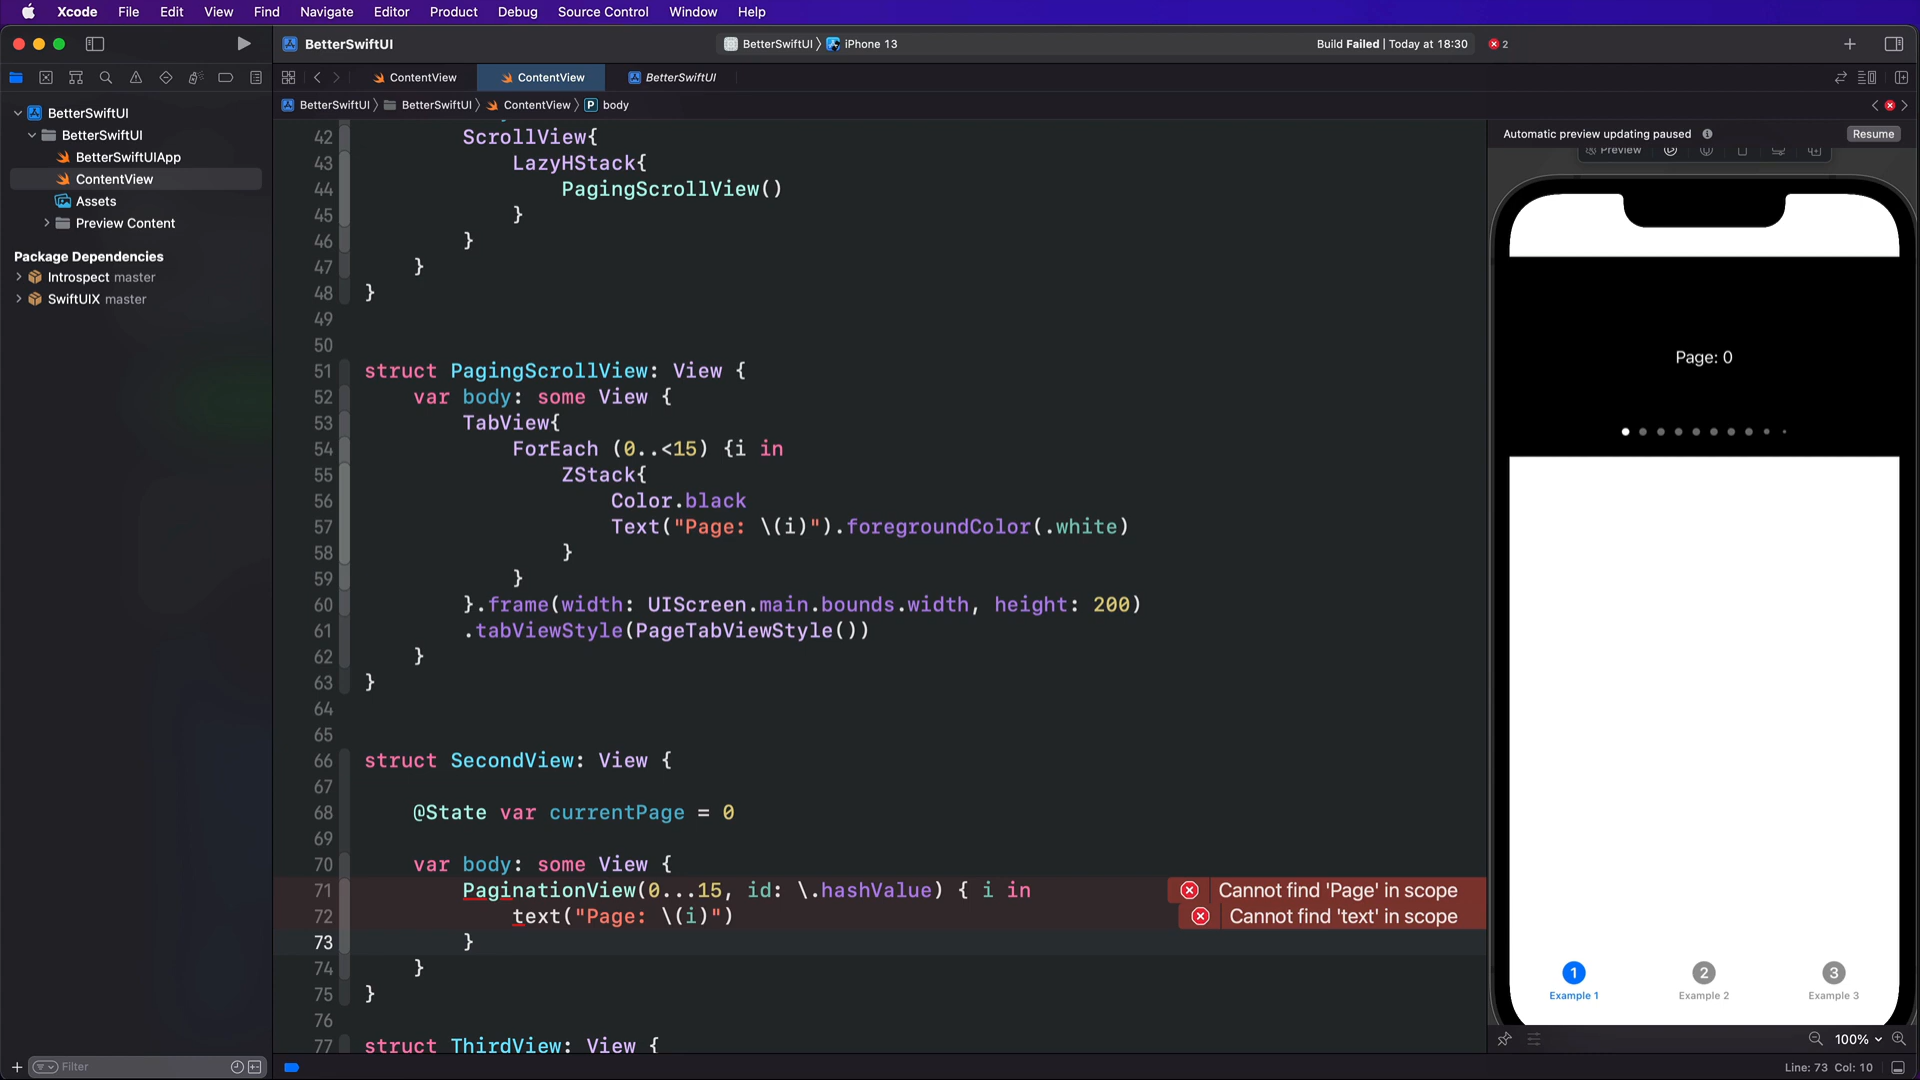 Xcode File Edit View Find Navigate Editor Product Debug Source Control Window Help
BetterSwiftUI
BetterSwiftUI 〉 iPhone 13
Build Failed | Today at 18:30
2
ContentView
ContentView
BetterSwiftUI
BetterSwiftUI 〉 BetterSwiftUI 〉 ContentView 〉 P body
BetterSwiftUI
BetterSwiftUI
BetterSwiftUIApp
ContentView
Assets
Preview Content
Package Dependencies
Introspect master
SwiftUIX master
Filter
42 ScrollView{
43 LazyHStack{
44 PagingScrollView()
45 }
46 }
47 }
48 }
49
50
51 struct PagingScrollView: View {
52 var body: some View {
53 TabView{
54 ForEach (0..<15) {i in
55 ZStack{
56 Color.black
57 Text("Page: \(i)").foregroundColor(.white)
58 }
59 }
60 }.frame(width: UIScreen.main.bounds.width, height: 200)
61 .tabViewStyle(PageTabViewStyle())
62 }
63 }
64
65
66 struct SecondView: View {
67
68 @State var currentPage = 0
69
70 var body: some View {
71 PaginationView(0...15, id: \.hashValue) { i in
Cannot find 'Page' in scope
72 text("Page: \(i)")
Cannot find 'text' in scope
73 }
74 }
75 }
76
77 struct ThirdView: View {
Automatic preview updating paused
Resume
Preview
Page: 0
1 2 3
Example 1 Example 2 Example 3
100%
Line: 73 Col: 10